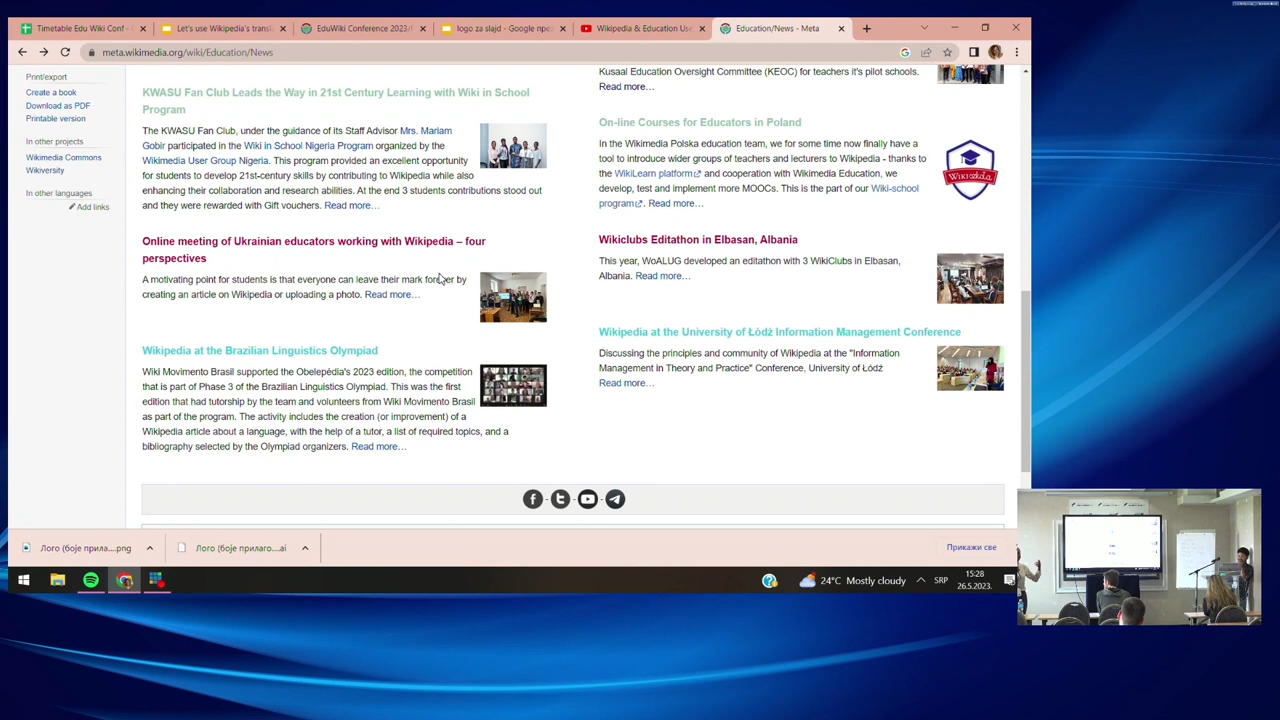 Timetable Edu Wiki Conf -
Let's use Wikipedia's transl
EduWiki Conference 2023/
logo za slajd - Google през
Wikipedia & Education Use
Education/News - Meta
meta.wikimedia.org/wiki/Education/News
Print/export
Create a book
Download as PDF
Printable version
In other projects
Wikimedia Commons
Wikiversity
In other languages
Add links
KWASU Fan Club Leads the Way in 21st Century Learning with Wiki in School
Program
The KWASU Fan Club, under the guidance of its Staff Advisor Mrs. Mariam
Gobir participated in the Wiki in School Nigeria Program organized by the
Wikimedia User Group Nigeria. This program provided an excellent opportunity
for students to develop 21st-century skills by contributing to Wikipedia while also
enhancing their collaboration and research abilities. At the end 3 students contributions stood out
and they were rewarded with Gift vouchers. Read more…
Online meeting of Ukrainian educators working with Wikipedia – four
perspectives
A motivating point for students is that everyone can leave their mark forever by
creating an article on Wikipedia or uploading a photo. Read more…
Wikipedia at the Brazilian Linguistics Olympiad
Wiki Movimento Brasil supported the Obelepédia's 2023 edition, the competition
that is part of Phase 3 of the Brazilian Linguistics Olympiad. This was the first
edition that had tutorship by the team and volunteers from Wiki Movimento Brasil
as part of the program. The activity includes the creation (or improvement) of a
Wikipedia article about a language, with the help of a tutor, a list of required topics, and a
bibliography selected by the Olympiad organizers. Read more…
Kusaal Education Oversight Committee (KEOC) for teachers it's pilot schools.
Read more…
On-line Courses for Educators in Poland
In the Wikimedia Polska education team, we for some time now finally have a
tool to introduce wider groups of teachers and lecturers to Wikipedia - thanks to
the WikiLearn platform and cooperation with Wikimedia Education, we
develop, test and implement more MOOCs. This is the part of our Wiki-school
program. Read more…
Wikiszkoła
Wikiclubs Editathon in Elbasan, Albania
This year, WoALUG developed an editathon with 3 WikiClubs in Elbasan,
Albania. Read more…
Wikipedia at the University of Łódź Information Management Conference
Discussing the principles and community of Wikipedia at the "Information
Management in Theory and Practice" Conference, University of Łódź
Read more…
Лого (боје прила....png
Лого (боје прилаго....ai
Прикажи све
24°C Mostly cloudy
SRP
15:28
26.5.2023.